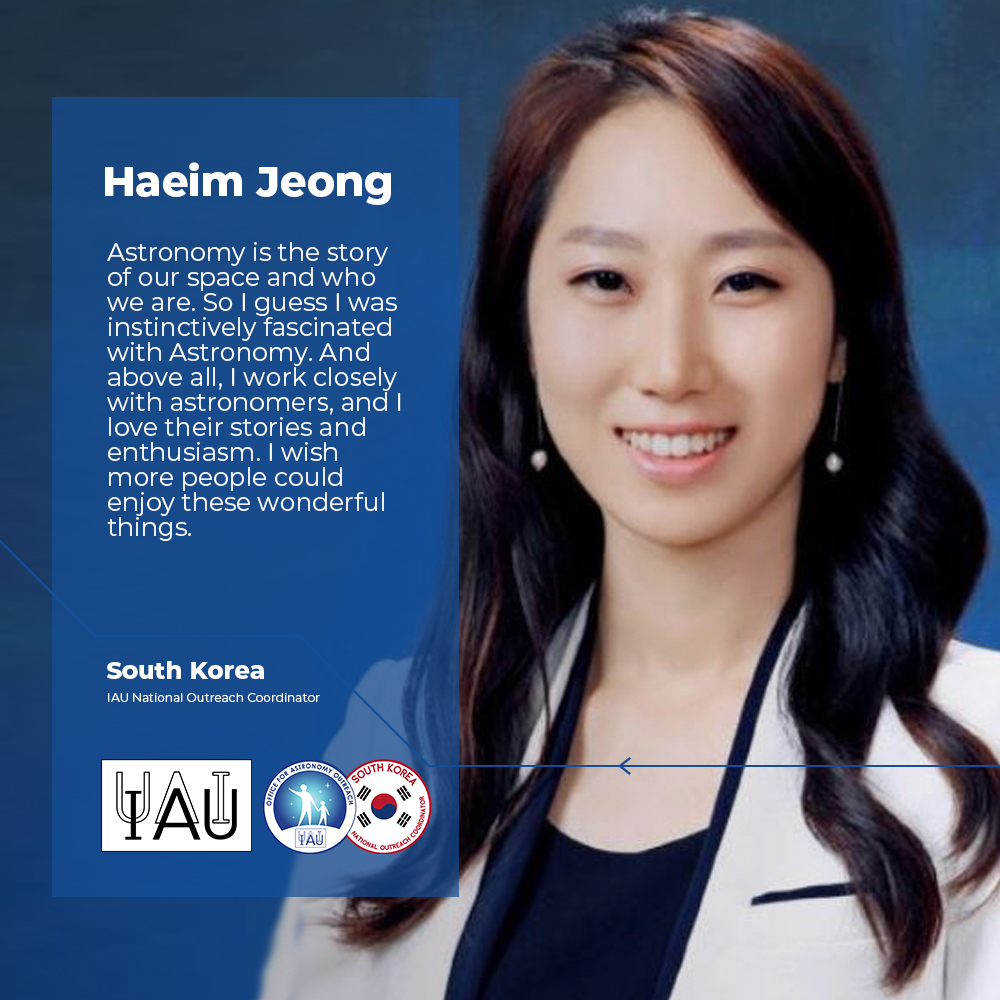 Haeim Jeong
Astronomy is the story
of our space and who
we are. So I guess I was
instinctively fascinated
with Astronomy. And
above all, I work closely
with astronomers, and I
love their stories and
enthusiasm. I wish
more people could
enjoy these wonderful
things.
South Korea
IAU National Outreach Coordinator
UAI
IAU
OFFICE FOR ASTRONOMY OUTREACH
UAI
IAU
SOUTH KOREA
NATIONAL OUTREACH COORDINATOR